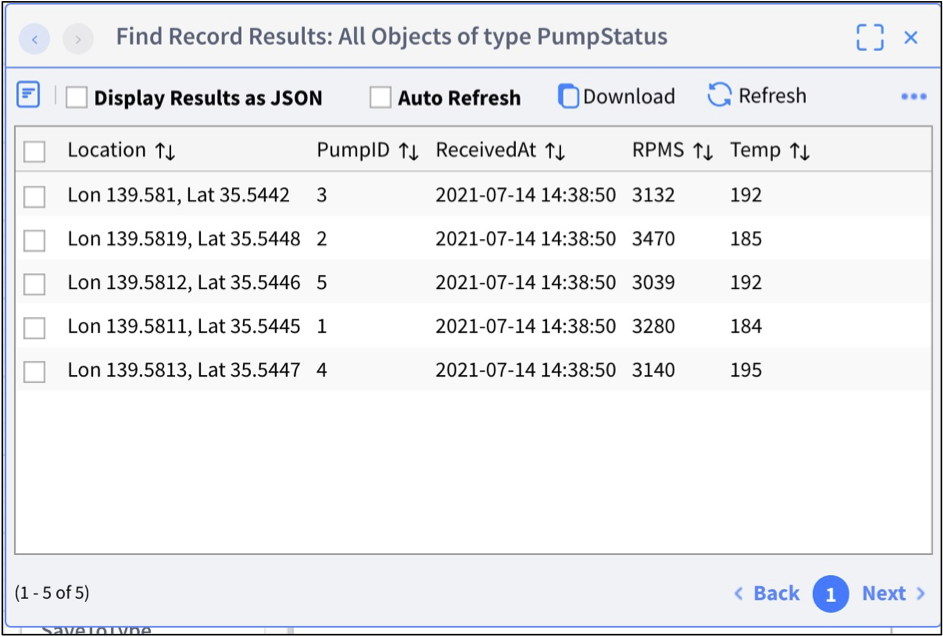 Find Record Results: All Objects of type PumpStatus
Display Results as JSON Auto Refresh Download Refresh
Location PumpID ReceivedAt RPMS Temp
Lon 139.581, Lat 35.5442 3 2021-07-14 14:38:50 3132 192
Lon 139.5819, Lat 35.5448 2 2021-07-14 14:38:50 3470 185
Lon 139.5812, Lat 35.5446 5 2021-07-14 14:38:50 3039 192
Lon 139.5811, Lat 35.5445 1 2021-07-14 14:38:50 3280 184
Lon 139.5813, Lat 35.5447 4 2021-07-14 14:38:50 3140 195
(1 - 5 of 5) Back 1 Next
SaveToType